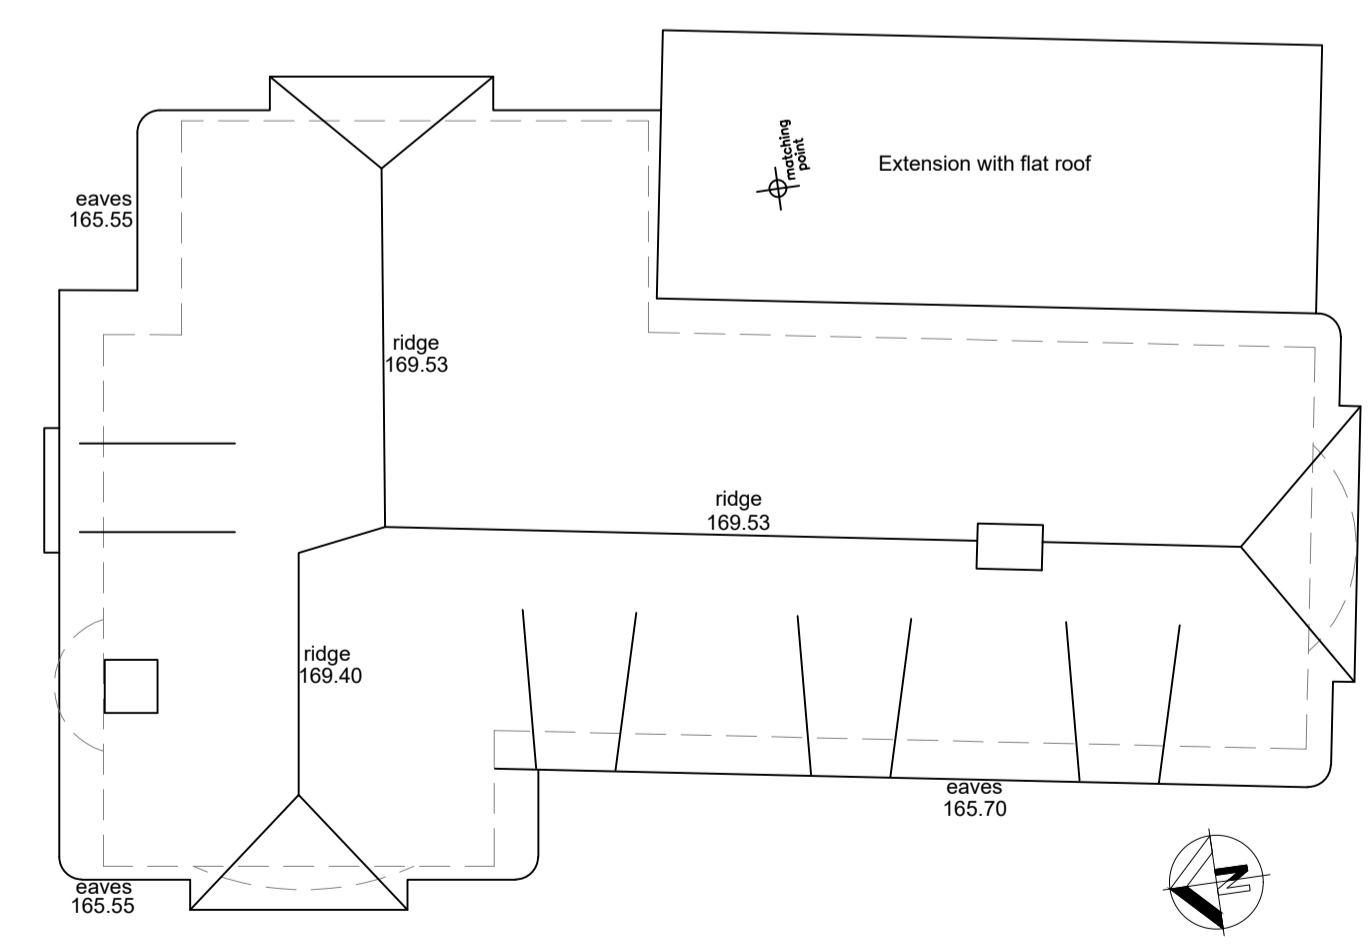 matching
point
Extension with flat roof
eaves
165.55
ridge
169.53
ridge
169.53
ridge
169.40
eaves
165.70
eaves
165.55
N